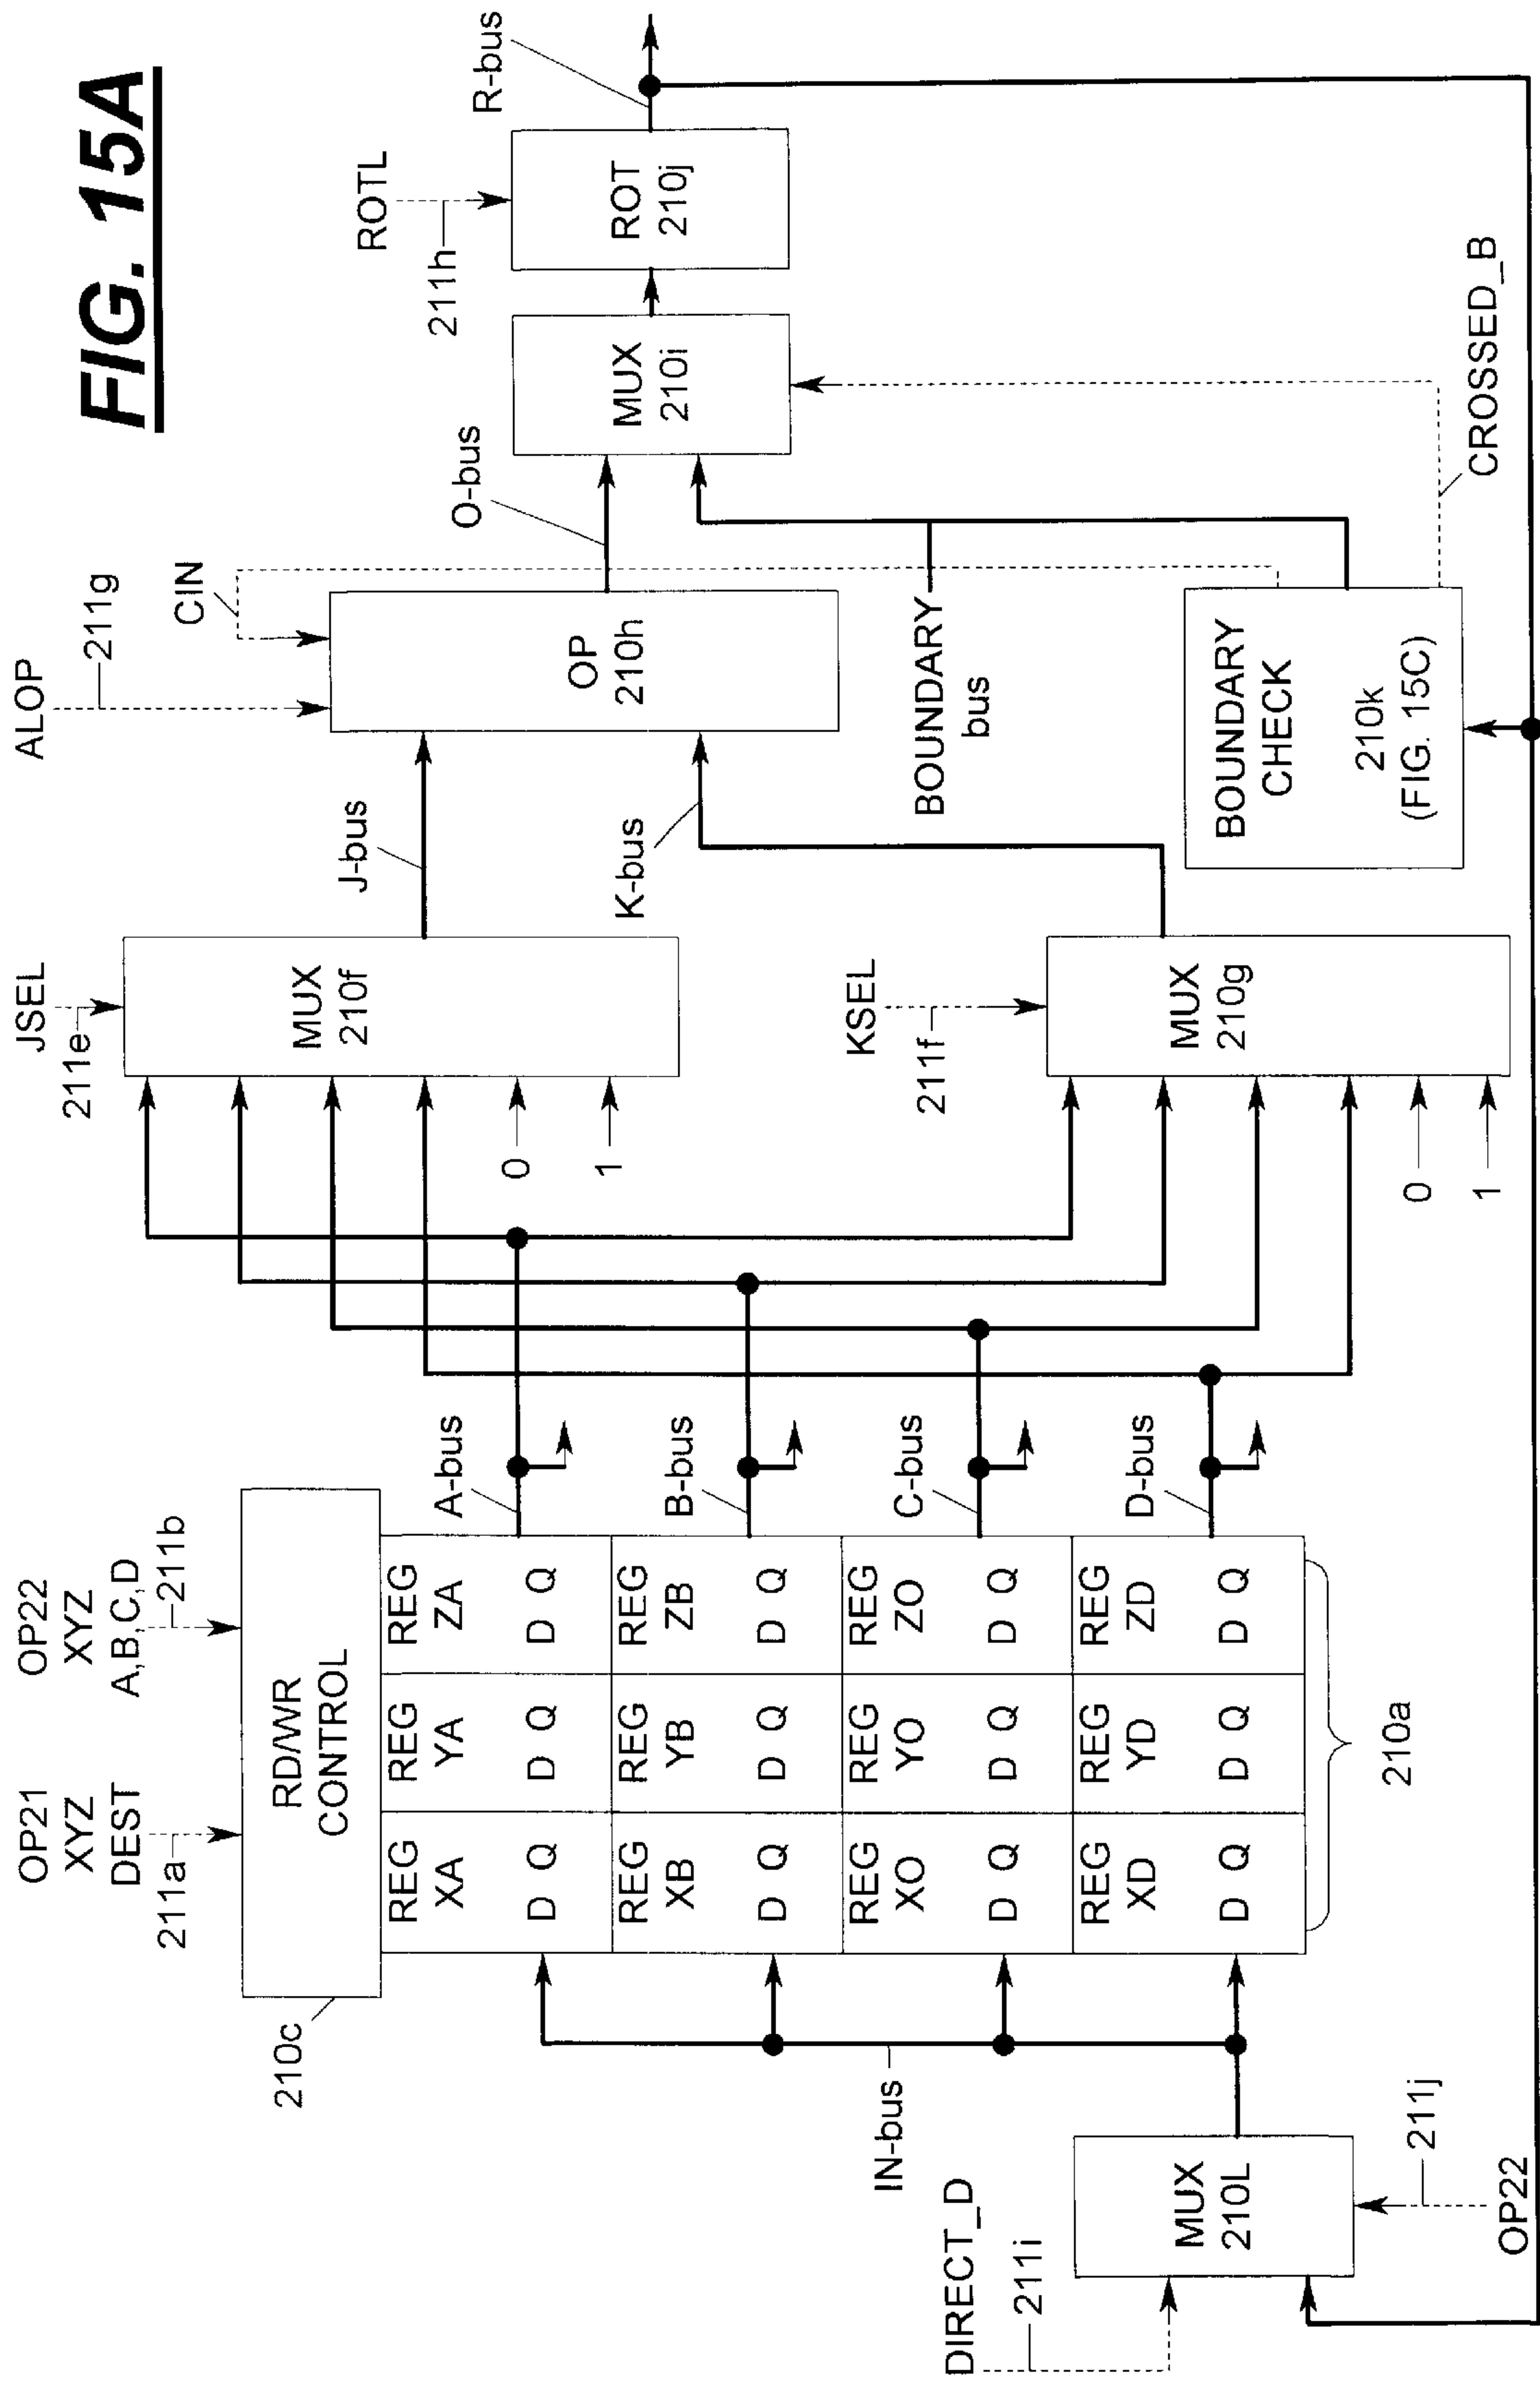 FIG. 15A
OP21
XYZ
DEST
211a
OP22
XYZ
A,B,C,D
211b
210c
RD/WR
CONTROL
REG
XA
D Q
REG
YA
D Q
REG
ZA
D Q
REG
XB
D Q
REG
YB
D Q
REG
ZB
D Q
REG
XO
D Q
REG
YO
D Q
REG
ZO
D Q
REG
XD
D Q
REG
YD
D Q
REG
ZD
D Q
210a
IN-bus
DIRECT_D
211i
MUX
210L
211j
OP22
A-bus
B-bus
C-bus
D-bus
JSEL
211e
MUX
210f
0
1
KSEL
211f
MUX
210g
0
1
J-bus
K-bus
ALOP
211g
CIN
OP
210h
O-bus
BOUNDARY
bus
BOUNDARY
CHECK
210k
(FIG. 15C)
CROSSED_B
MUX
210i
ROTL
211h
ROT
210j
R-bus